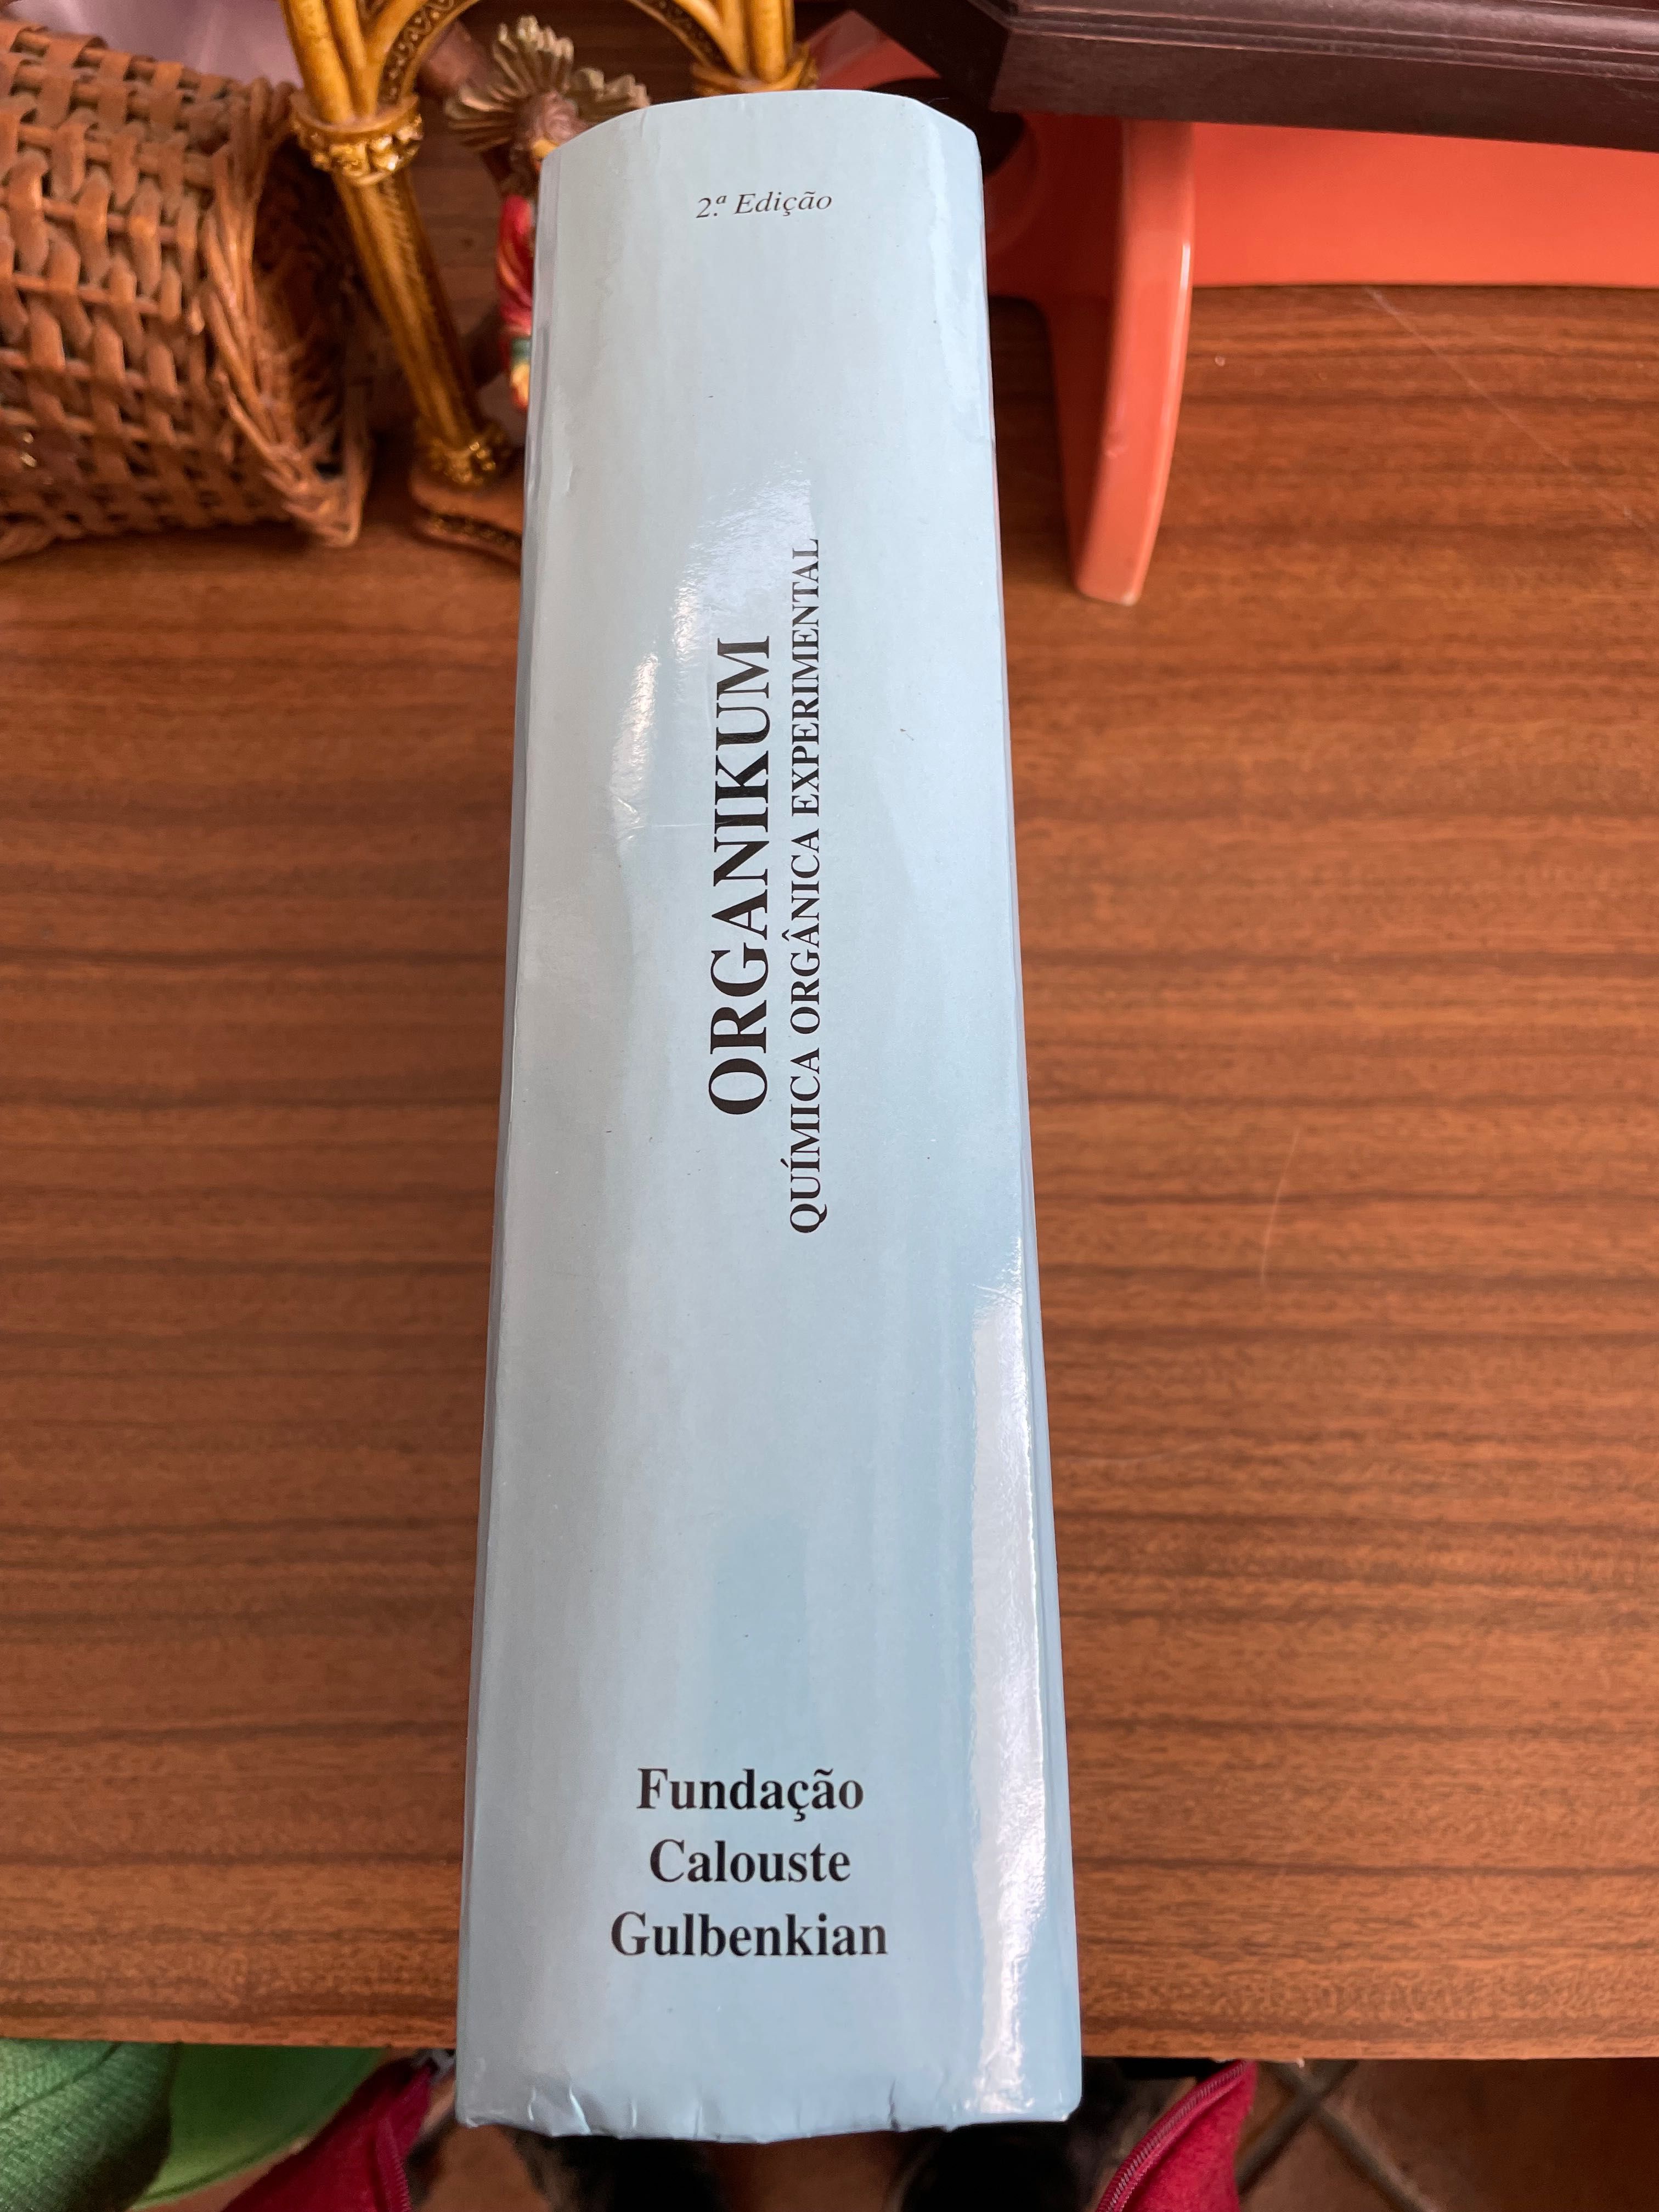 2.ª Edição
ORGANIKUM
QUÍMICA ORGÂNICA EXPERIMENTAL
Fundação
Calouste
Gulbenkian